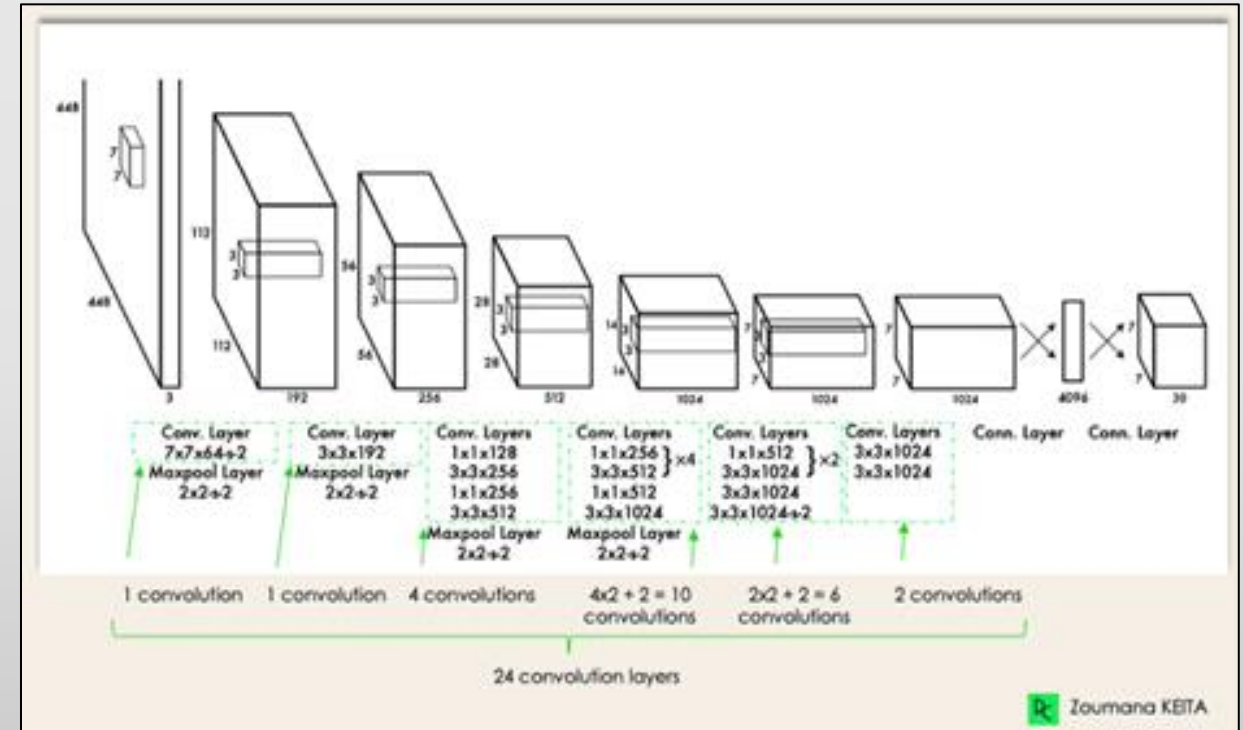 448
7
7
448
3
112
3
3
112
192
56
3
3
56
256
28
3
3
28
512
14
3
3
14
1024
7
3
3
7
1024
7
7
1024
4096
7
7
30
Conv. Layer
7x7x64-s-2
Maxpool Layer
2x2-s-2
Conv. Layer
3x3x192
Maxpool Layer
2x2-s-2
Conv. Layers
1x1x128
3x3x256
1x1x256
3x3x512
Maxpool Layer
2x2-s-2
Conv. Layers
1x1x256
3x3x512
}×4
1x1x512
3x3x1024
Maxpool Layer
2x2-s-2
Conv. Layers
1x1x512
3x3x1024
}×2
3x3x1024
3x3x1024-s-2
Conv. Layers
3x3x1024
3x3x1024
Conn. Layer
Conn. Layer
1 convolution
1 convolution
4 convolutions
4x2 + 2 = 10
convolutions
2x2 + 2 = 6
convolutions
2 convolutions
24 convolution layers
Zoumana KEITA